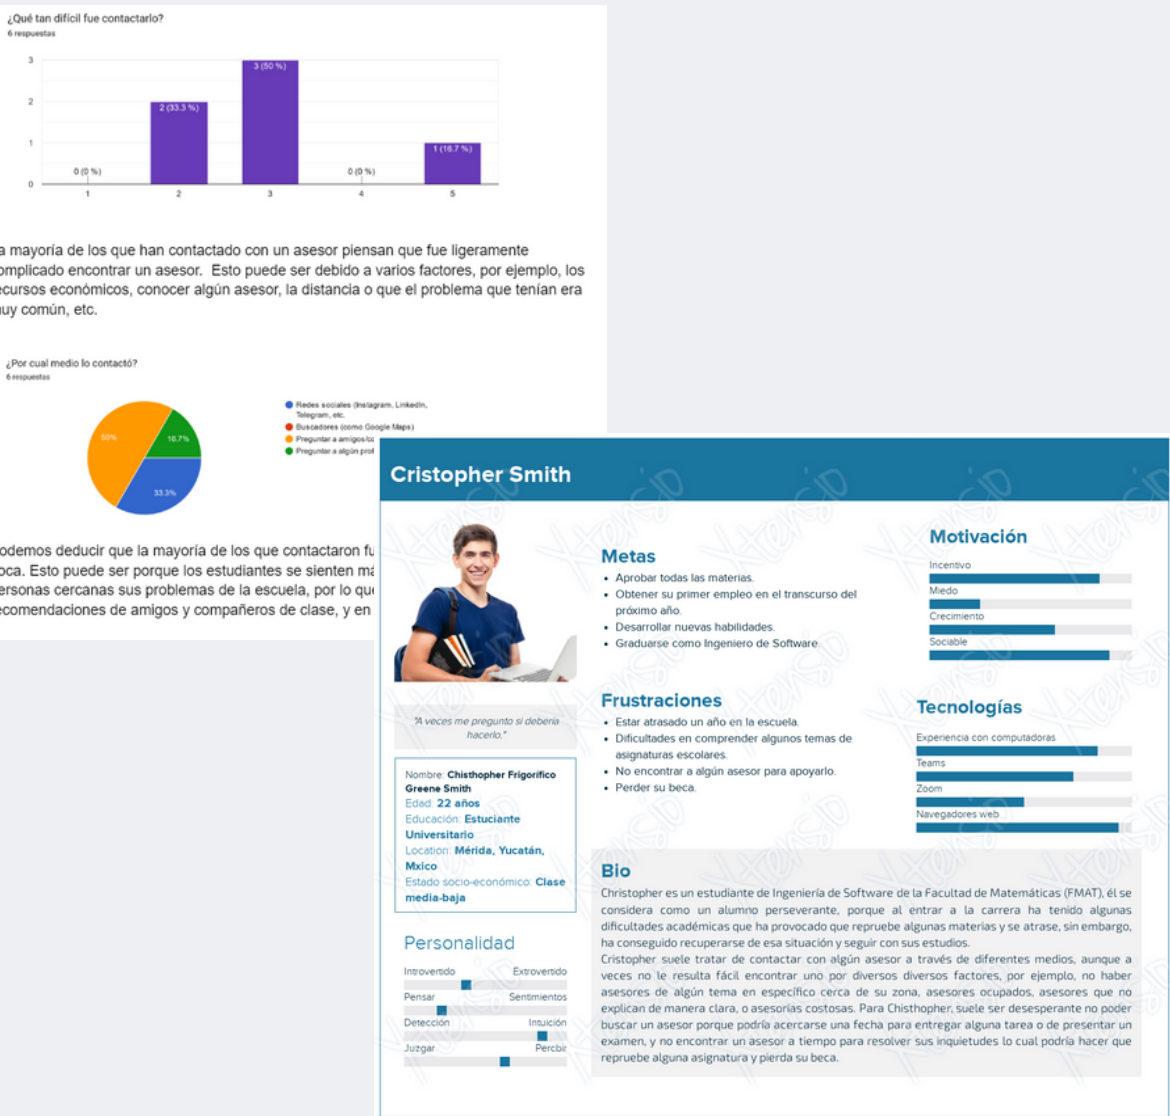 ¿Qué tan difícil fue contactarlo?
6 respuestas
3
2
1
0
0 (0 %)
2 (33.3 %)
3 (50 %)
0 (0 %)
1 (16.7 %)
1
2
3
4
5
a mayoría de los que han contactado con un asesor piensan que fue ligeramente
omplicado encontrar un asesor. Esto puede ser debido a varios factores, por ejemplo, los
ecursos económicos, conocer algún asesor, la distancia o que el problema que tenían era
uy común, etc.
¿Por cual medio lo contactó?
6 respuestas
50%
16.7%
33.3%
Redes sociales (Instagram, LinkedIn,
Telegram, etc.
Buscadores (como Google Maps)
Preguntar a amigos/co
Preguntar a algún prof
odemos deducir que la mayoría de los que contactaron fu
oca. Esto puede ser porque los estudiantes se sienten má
ersonas cercanas sus problemas de la escuela, por lo que
ecomendaciones de amigos y compañeros de clase, y en
Cristopher Smith
"A veces me pregunto si debería
hacerlo."
Nombre: Chisthopher Frigorífico
Greene Smith
Edad: 22 años
Educación: Estuciante
Universitario
Location: Mérida, Yucatán,
Mxico
Estado socio-económico: Clase
media-baja
Personalidad
Introvertido Extrovertido
Pensar Sentimientos
Detección Intuición
Juzgar Percbir
Metas
• Aprobar todas las materias.
• Obtener su primer empleo en el transcurso del
próximo año.
• Desarrollar nuevas habilidades.
• Graduarse como Ingeniero de Software.
Frustraciones
• Estar atrasado un año en la escuela.
• Dificultades en comprender algunos temas de
asignaturas escolares.
• No encontrar a algún asesor para apoyarlo.
• Perder su beca.
Motivación
Incentivo
Miedo
Crecimiento
Sociable
Tecnologías
Experiencia con computadoras
Teams
Zoom
Navegadores web
Bio
Christopher es un estudiante de Ingeniería de Software de la Facultad de Matemáticas (FMAT), él se
considera como un alumno perseverante, porque al entrar a la carrera ha tenido algunas
dificultades académicas que ha provocado que repruebe algunas materias y se atrase, sin embargo,
ha conseguido recuperarse de esa situación y seguir con sus estudios.
Cristopher suele tratar de contactar con algún asesor a través de diferentes medios, aunque a
veces no le resulta fácil encontrar uno por diversos diversos factores, por ejemplo, no haber
asesores de algún tema en específico cerca de su zona, asesores ocupados, asesores que no
explican de manera clara, o asesorías costosas. Para Chisthopher, suele ser desesperante no poder
buscar un asesor porque podría acercarse una fecha para entregar alguna tarea o de presentar un
examen, y no encontrar un asesor a tiempo para resolver sus inquietudes lo cual podría hacer que
repruebe alguna asignatura y pierda su beca.